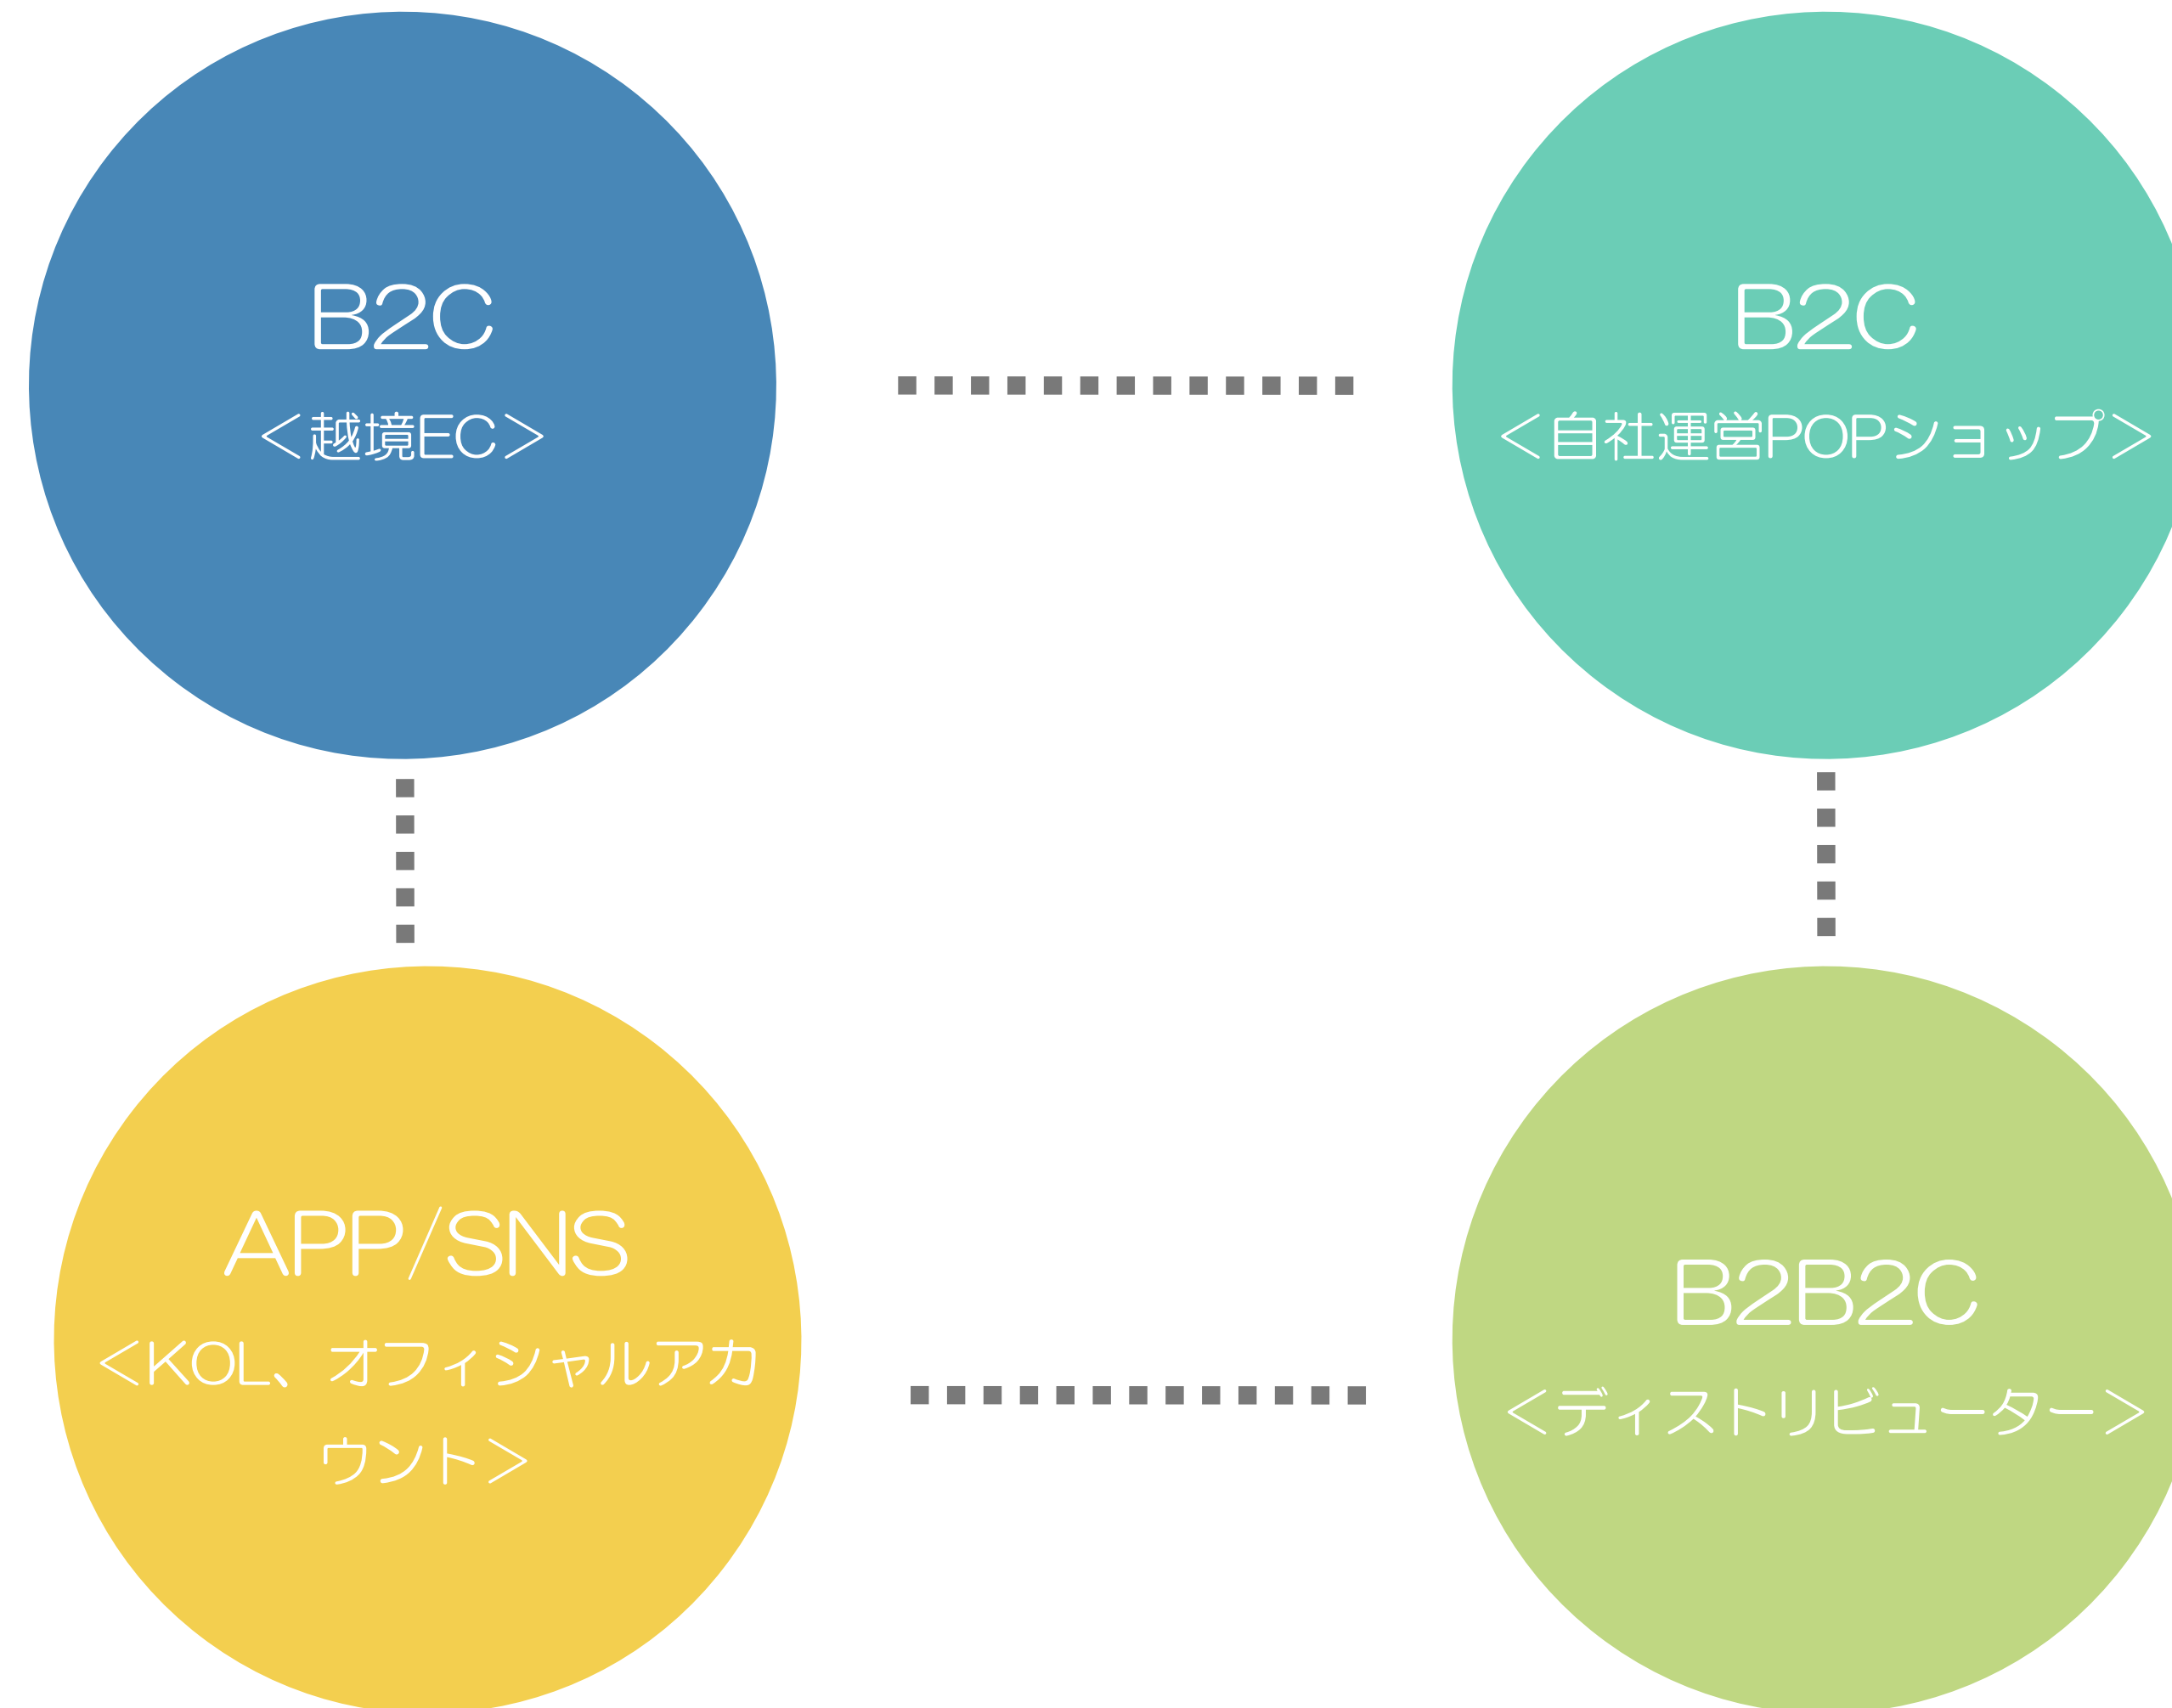 B2C
<越境EC>
B2C
<自社運営POPショップ>
APP/SNS
<KOL、オフィシャルアカ
ウント>
B2B2C
<ディストリビューター >